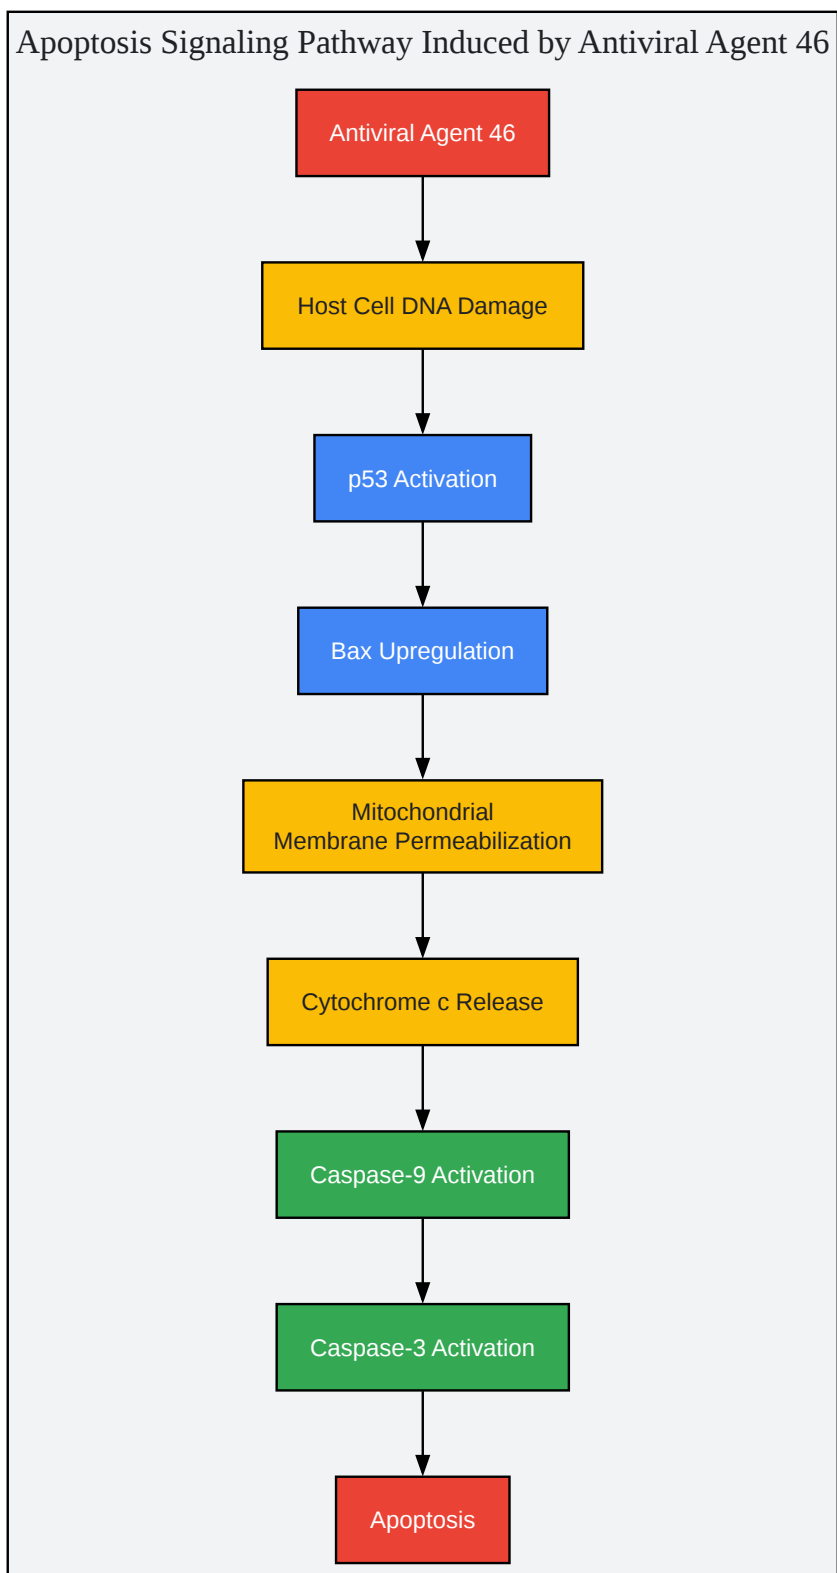 Apoptosis Signaling Pathway Induced by Antiviral Agent 46
Antiviral Agent 46
Host Cell DNA Damage
p53 Activation
Bax Upregulation
Mitochondrial
Membrane Permeabilization
Cytochrome c Release
Caspase-9 Activation
Caspase-3 Activation
Apoptosis